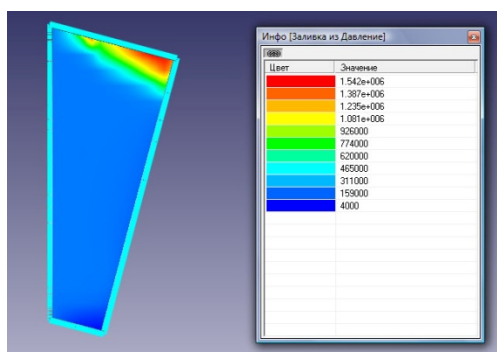 Инфо [Заливка из Давление]
Цвет Значение
1.542e+006
1.387e+006
1.235e+006
1.081e+006
926000
774000
620000
465000
311000
159000
4000